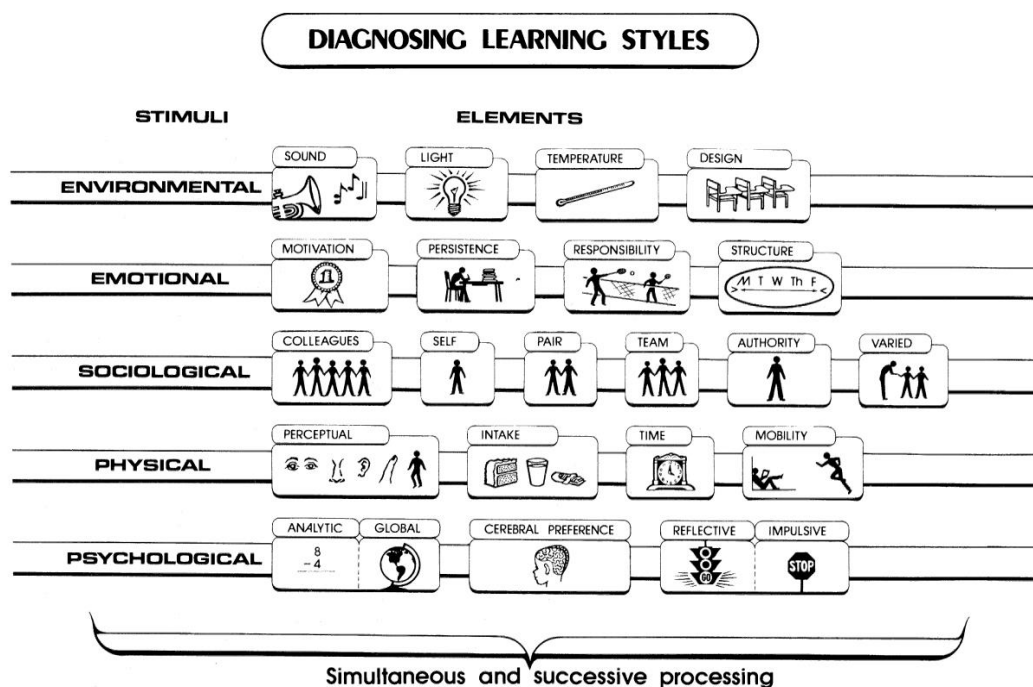 DIAGNOSING LEARNING STYLES
STIMULI ELEMENTS
SOUND LIGHT TEMPERATURE DESIGN
ENVIRONMENTAL
MOTIVATION PERSISTENCE RESPONSIBILITY STRUCTURE
EMOTIONAL
1
M T W Th F
COLLEAGUES SELF PAIR TEAM AUTHORITY VARIED
SOCIOLOGICAL
PERCEPTUAL INTAKE TIME MOBILITY
PHYSICAL
ANALYTIC GLOBAL CEREBRAL PREFERENCE REFLECTIVE IMPULSIVE
PSYCHOLOGICAL
8
-4
GO
STOP
Simultaneous and successive processing